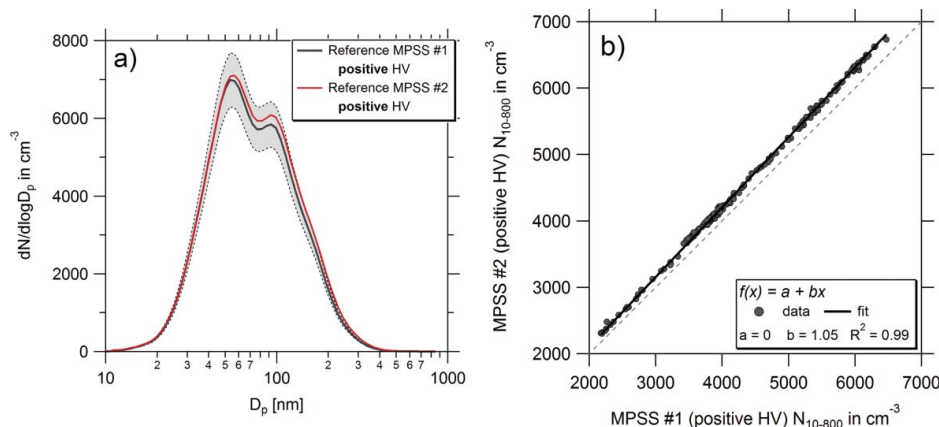 a)
Reference MPSS #1
positive HV
Reference MPSS #2
positive HV
8000
6000
4000
2000
0
dN/dlogDp in cm-3
10 2 3 4 5 6 7 100 2 3 4 5 6 7 1000
Dp [nm]
b)
7000
6000
5000
4000
3000
2000
MPSS #2 (positive HV) N10-800 in cm-3
f(x) = a + bx
data fit
a = 0 b = 1.05 R2 = 0.99
2000 3000 4000 5000 6000 7000
MPSS #1 (positive HV) N10-800 in cm-3